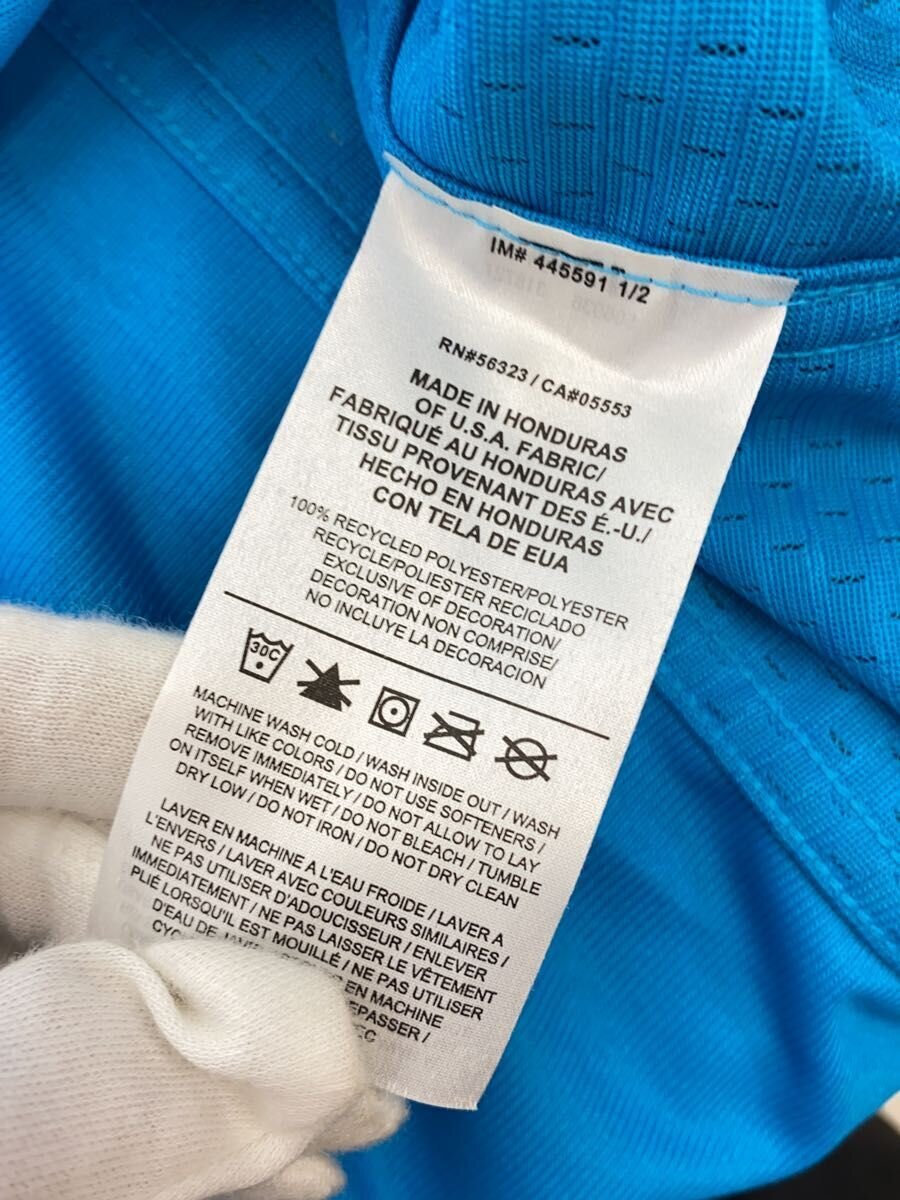 IM# 445591 1/2
RN#56323 / CA#05553
MADE IN HONDURAS
OF U.S.A. FABRIC/
FABRIQUÉ AU HONDURAS AVEC
TISSU PROVENANT DES É.-U./
HECHO EN HONDURAS
CON TELA DE EUA
100% RECYCLED POLYESTER/POLYESTER
RECYCLE/POLIESTER RECICLADO
EXCLUSIVE OF DECORATION/
DECORATION NON COMPRISE/
NO INCLUYE LA DECORACION
30C
MACHINE WASH COLD / WASH INSIDE OUT / WASH
WITH LIKE COLORS / DO NOT USE SOFTENERS /
REMOVE IMMEDIATELY / DO NOT ALLOW TO LAY
ON ITSELF WHEN WET / DO NOT BLEACH / TUMBLE
DRY LOW / DO NOT IRON / DO NOT DRY CLEAN
LAVER EN MACHINE A L'EAU FROIDE / LAVER A
L'ENVERS / LAVER AVEC COULEURS SIMILAIRES /
NE PAS UTILISER D'ADOUCISSEUR / ENLEVER
IMMEDIATEMENT / NE PAS LAISSER LE VÊTEMENT
PLIÉ LORSQU'IL EST MOUILLÉ / NE PAS UTILISER
D'EAU DE EN MACHINE